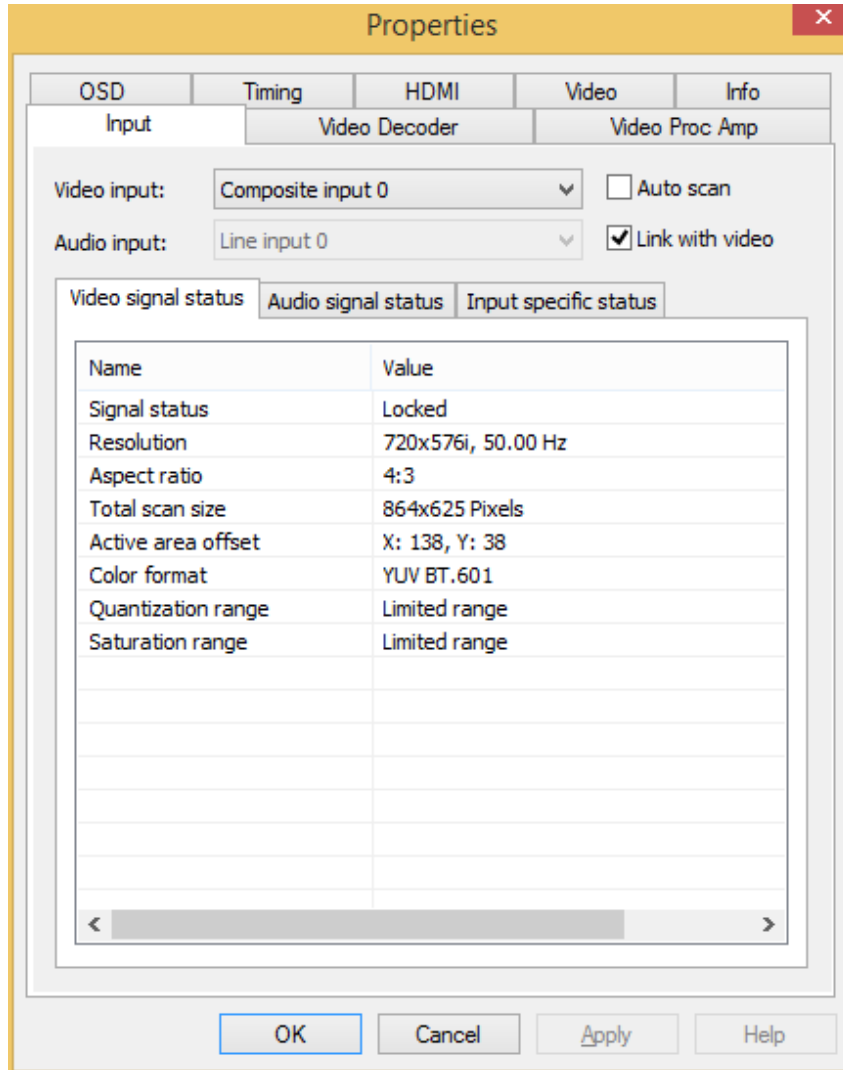 Properties
OSD Timing HDMI Video Info
Input Video Decoder Video Proc Amp
Video input: Composite input 0 Auto scan
Audio input: Line input 0 Link with video
Video signal status Audio signal status Input specific status
Name Value
Signal status Locked
Resolution 720x576i, 50.00 Hz
Aspect ratio 4:3
Total scan size 864x625 Pixels
Active area offset X: 138, Y: 38
Color format YUV BT.601
Quantization range Limited range
Saturation range Limited range
OK Cancel Apply Help